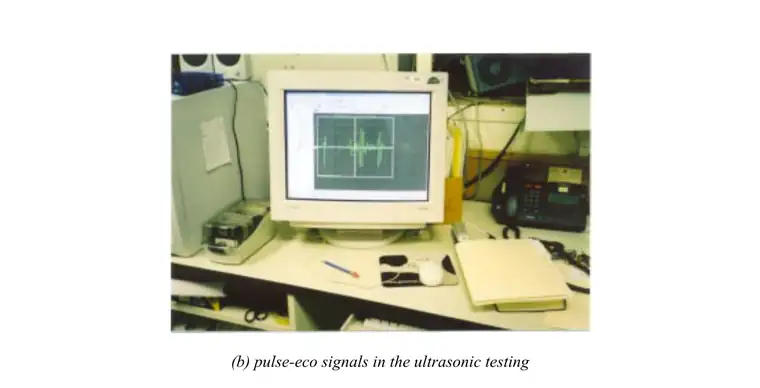 (b) pulse-eco signals in the ultrasonic testing